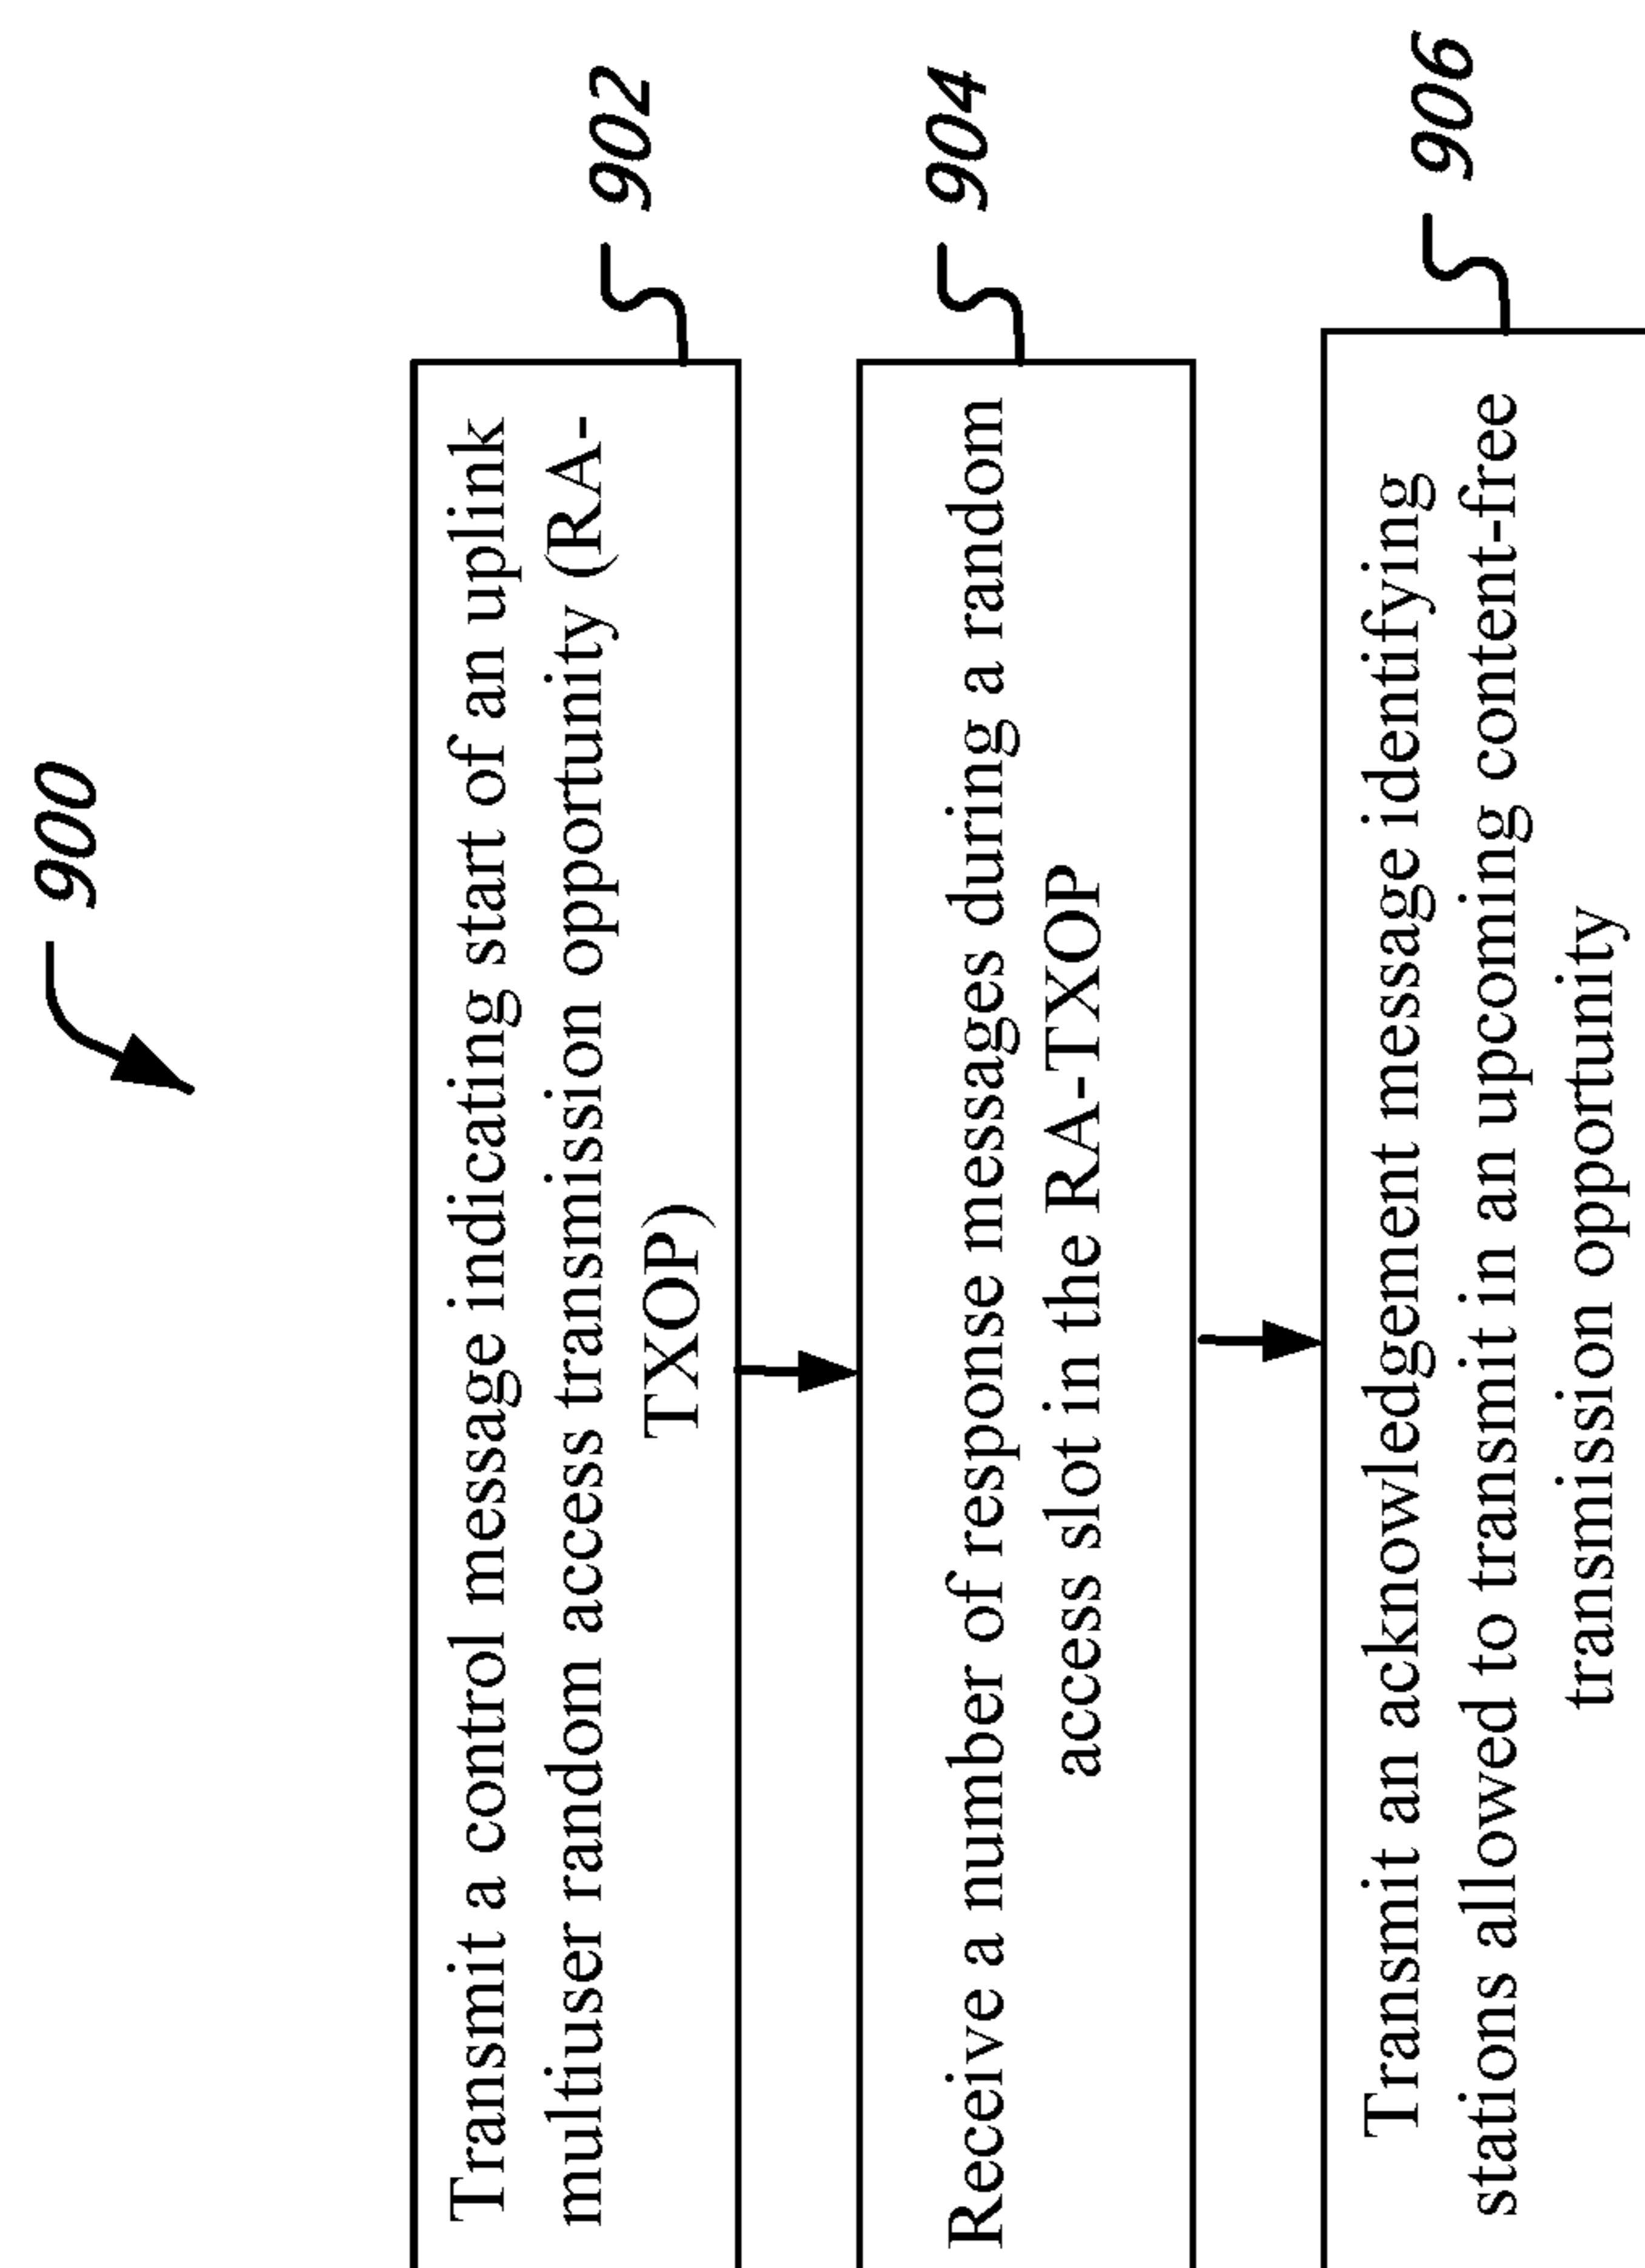 900
902
Transmit a control message indicating start of an uplink
multiuser random access transmission opportunity (RA-
TXOP)
904
Receive a number of response messages during a random
access slot in the RA-TXOP
906
Transmit an acknowledgement message identifying
stations allowed to transmit in an upcoming content-free
transmission opportunity